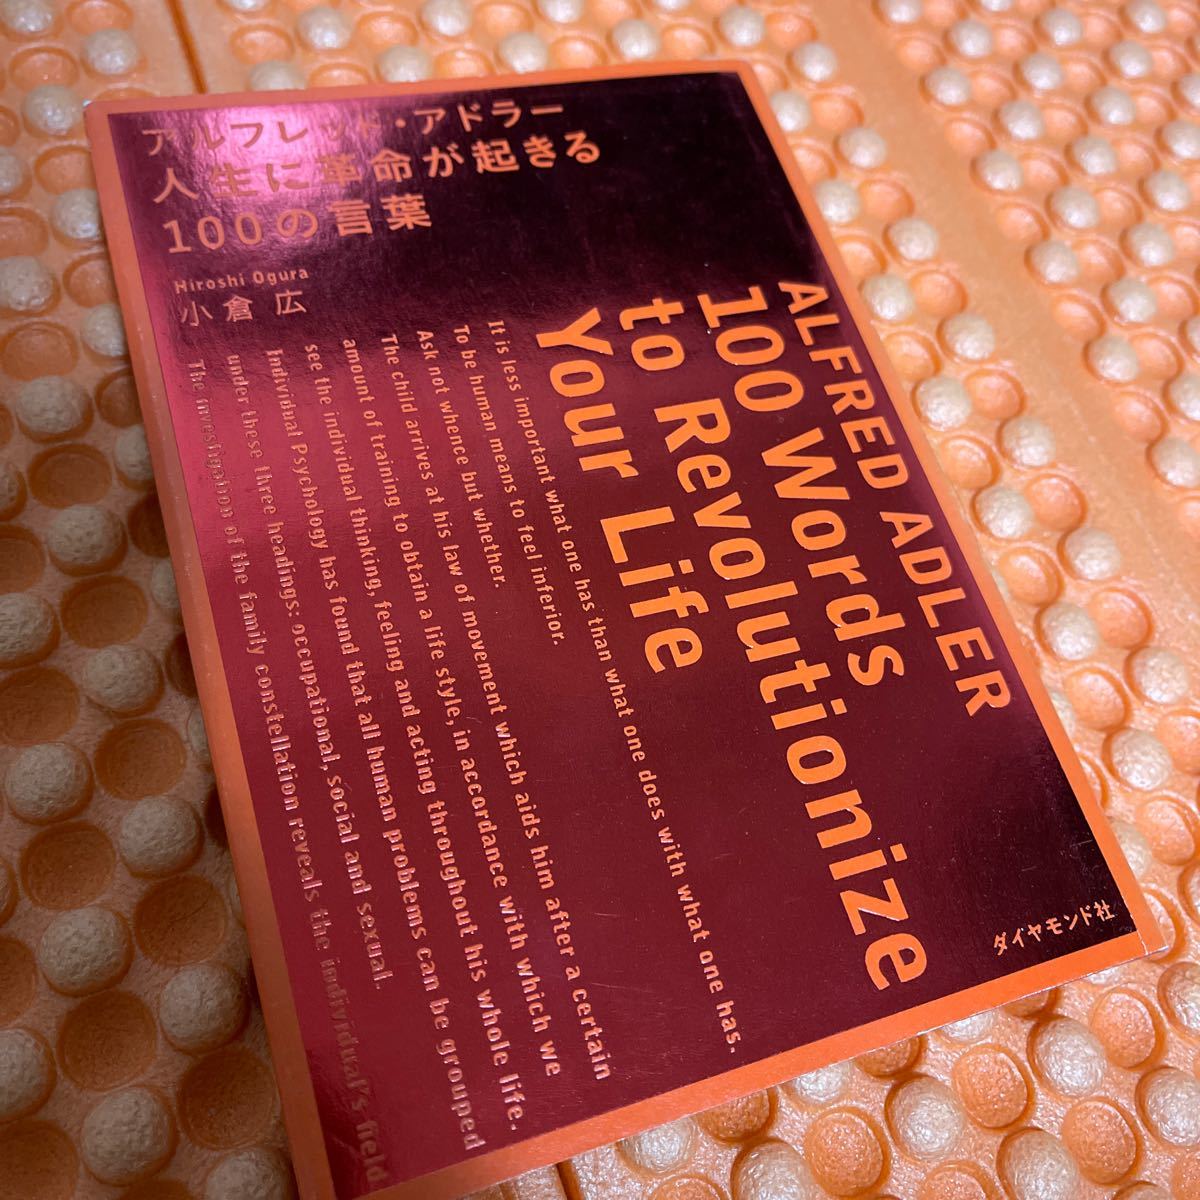 アルフレッド・アドラー
人生に革命が起きる
100の言葉
Hiroshi Ogura
小倉 広
ALFRED ADLER
100 Words
to Revolutionize
Your Life
It is less important what one has than what one does with what one has.
To be human means to feel inferior.
Ask not whence but whether.
The child arrives at his law of movement which aids him after a certain
amount of training to obtain a life style, in accordance with which we
see the individual thinking, feeling and acting throughout his whole life.
Individual Psychology has found that all human problems can be grouped
under these three headings: occupational, social and sexual.
The investigation of the family constellation reveals the individual's field
ダイヤモンド社